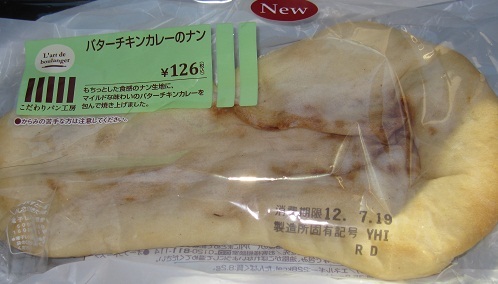 New
L'art de
boulanger
こだわりパン工房
バターチキンカレーのナン
¥126(税込)
もちっとした食感のナン生地に、
マイルドな味わいのバターチキンカレーを
包んで焼き上げました。
●からみの苦手な方は注意してください。
消費期限12. 7.19
製造所固有記号 YHI
R D